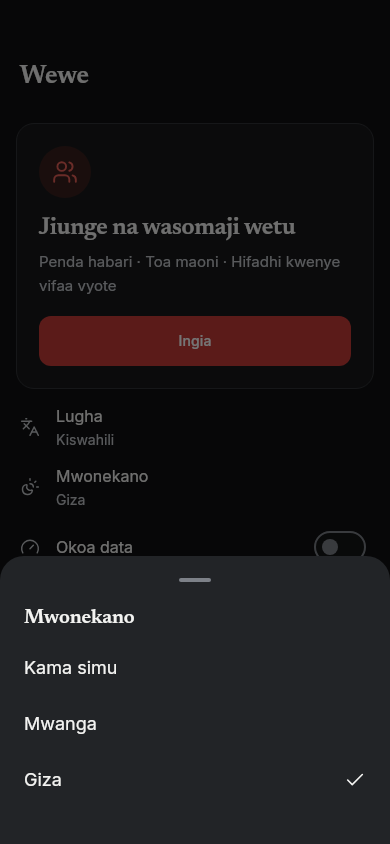 Wewe
Jiunge na wasomaji wetu
Penda habari · Toa maoni · Hifadhi kwenye
vifaa vyote
Ingia
Lugha
Kiswahili
Mwonekano
Giza
Okoa data
Mwonekano
Kama simu
Mwanga
Giza